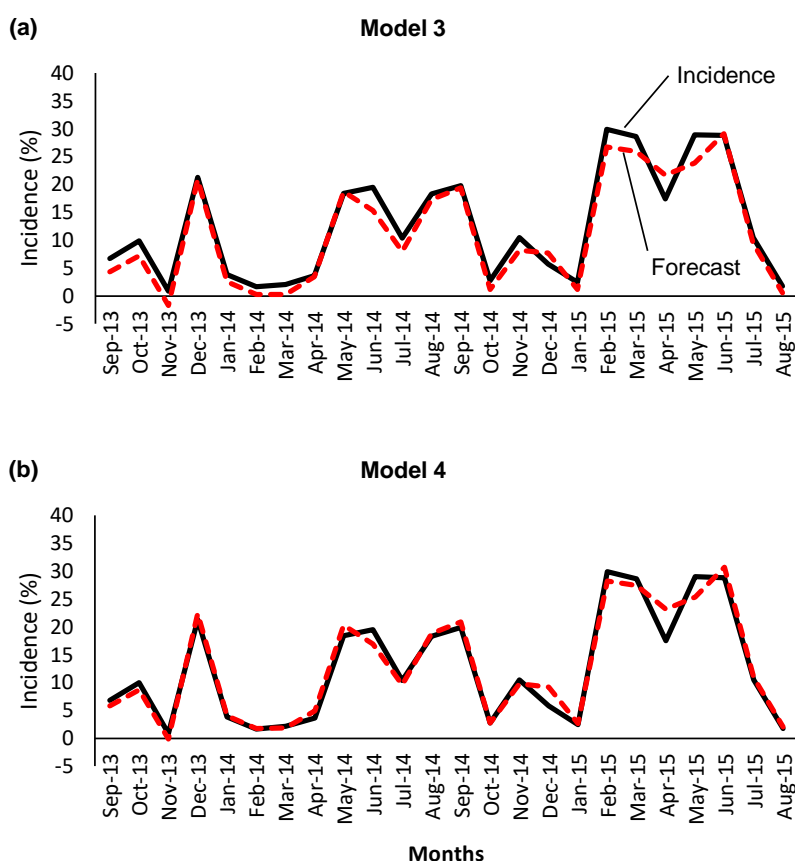 (a)
Model 3
Incidence (%)
40
35
30
25
20
15
10
5
0
-5
Incidence
Forecast
Sep-13
Oct-13
Nov-13
Dec-13
Jan-14
Feb-14
Mar-14
Apr-14
May-14
Jun-14
Jul-14
Aug-14
Sep-14
Oct-14
Nov-14
Dec-14
Jan-15
Feb-15
Mar-15
Apr-15
May-15
Jun-15
Jul-15
Aug-15
(b)
Model 4
Incidence (%)
40
35
30
25
20
15
10
5
0
-5
Sep-13
Oct-13
Nov-13
Dec-13
Jan-14
Feb-14
Mar-14
Apr-14
May-14
Jun-14
Jul-14
Aug-14
Sep-14
Oct-14
Nov-14
Dec-14
Jan-15
Feb-15
Mar-15
Apr-15
May-15
Jun-15
Jul-15
Aug-15
Months